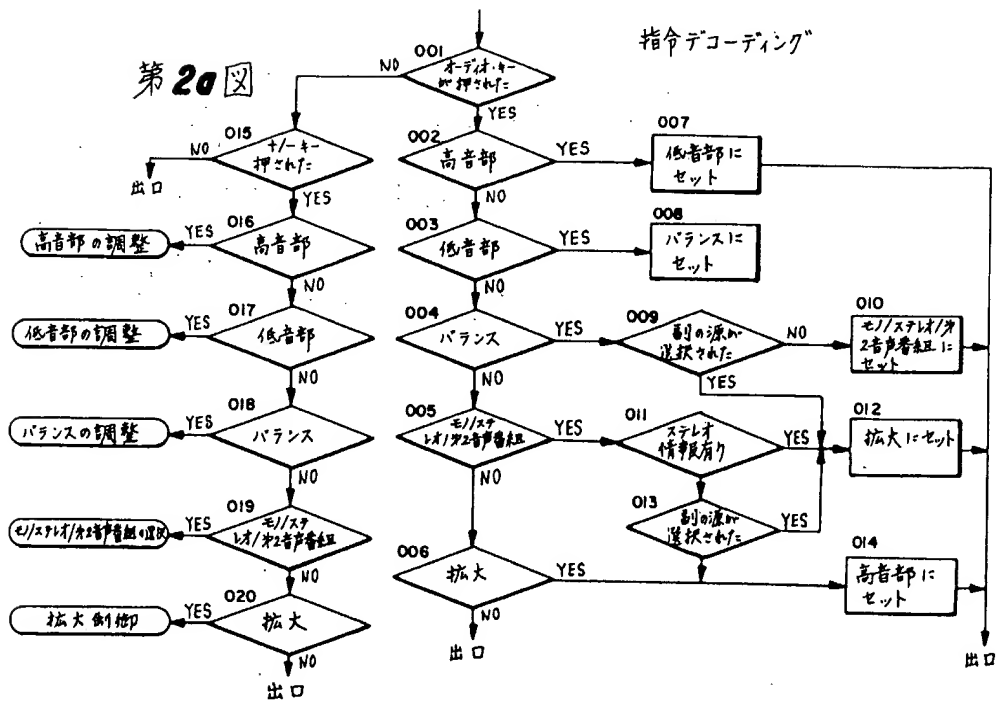 指令デコーディング
第2a図
001
オーディオ・キー
が押された
NO
YES
015
+/-キー
押された
NO
出口
YES
002
高音部
YES
NO
007
低音部に
セット
016
高音部
YES
高音部の調整
NO
003
低音部
YES
NO
008
バランスに
セット
017
低音部
YES
低音部の調整
NO
004
バランス
YES
NO
009
副の源が
選択された
NO
YES
010
モノ/ステレオ/第
2音声番組に
セット
018
バランス
YES
バランスの調整
NO
005
モノ/ステ
レオ/第2音声番組
YES
NO
011
ステレオ
情報有り
YES
012
拡大にセット
013
副の源が
選択された
YES
019
モノ/ステ
レオ/第2音声番組
YES
モノ/ステレオ/第2音声番組の選択
NO
006
拡大
YES
NO
出口
014
高音部に
セット
出口
020
拡大
YES
拡大制御
NO
出口